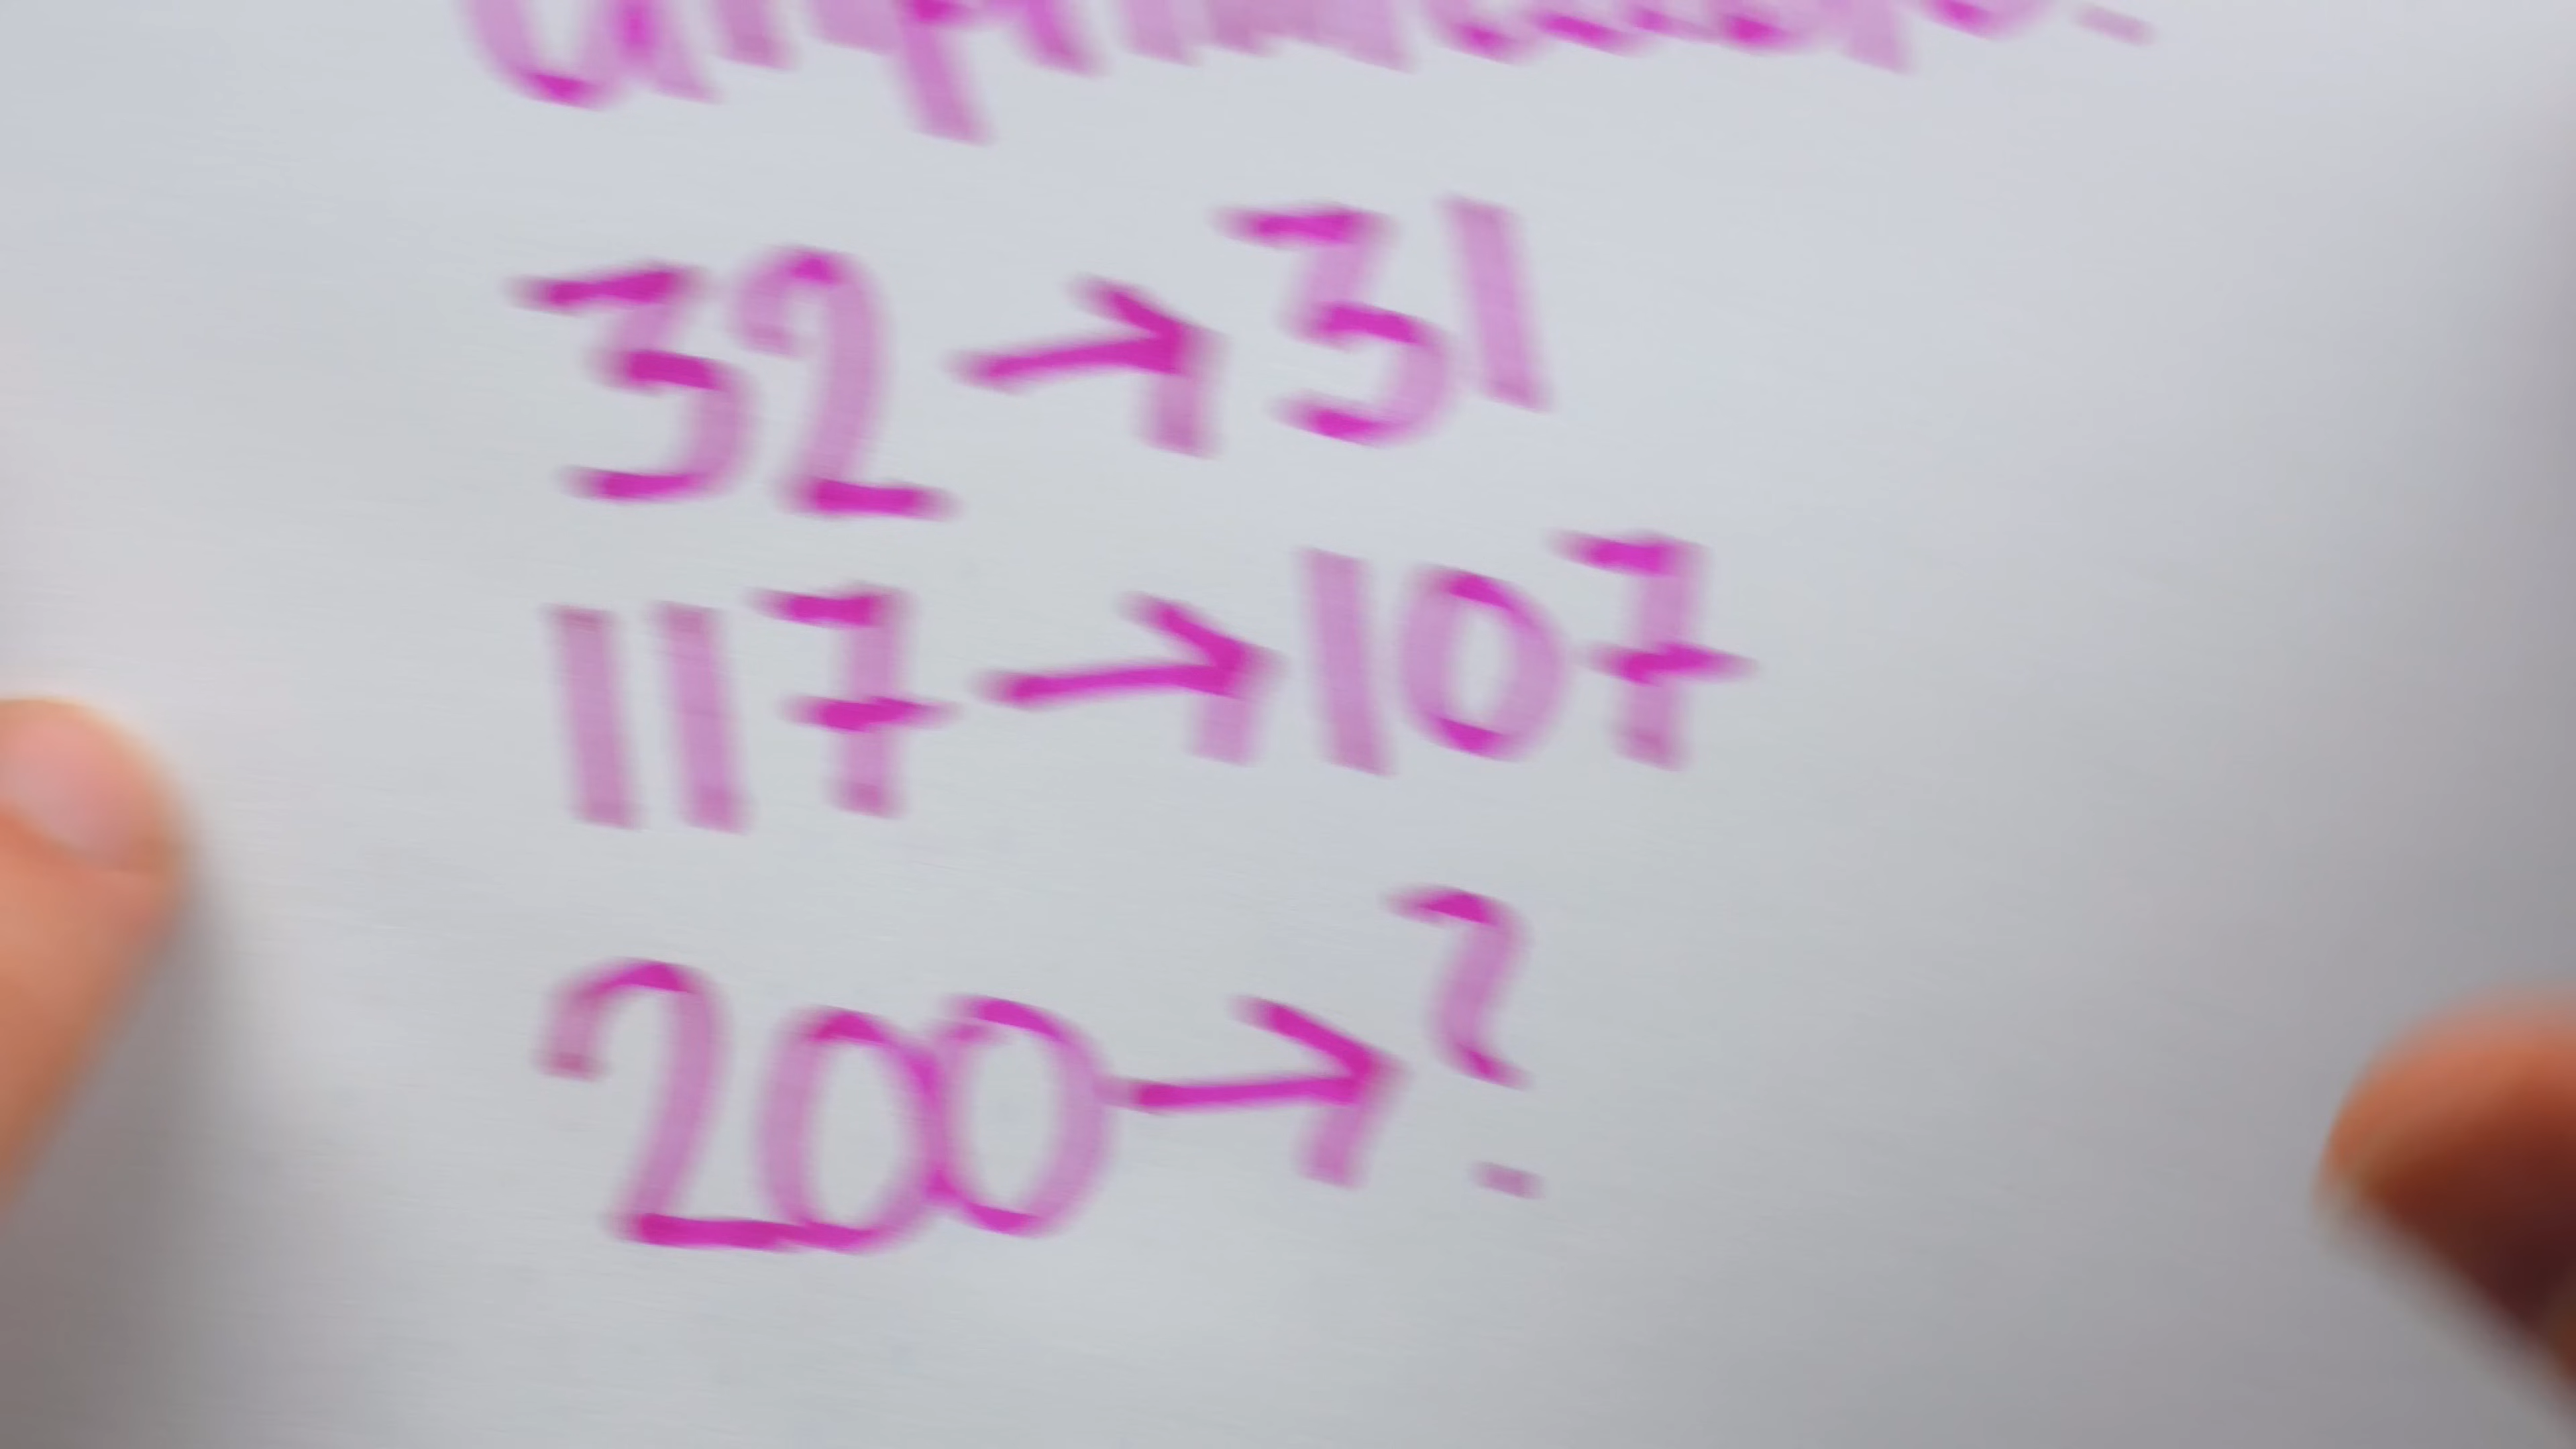 32 → 31
117 → 107
200 → ?